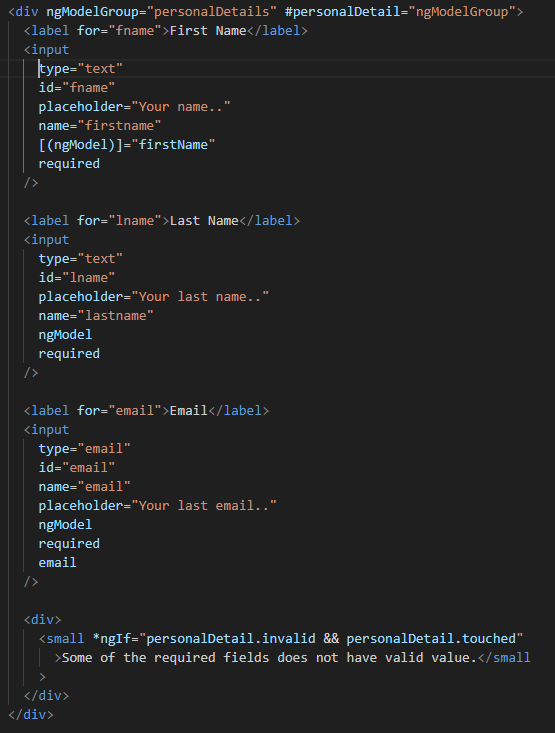 <div ngModelGroup="personalDetails" #personalDetail="ngModelGroup">
<label for="fname">First Name</label>
<input
type="text"
id="fname"
placeholder="Your name.."
name="firstname"
[(ngModel)]="firstName"
required
/>
<label for="lname">Last Name</label>
<input
type="text"
id="lname"
placeholder="Your last name.."
name="lastname"
ngModel
required
/>
<label for="email">Email</label>
<input
type="email"
id="email"
name="email"
placeholder="Your last email.."
ngModel
required
email
/>
<div>
<small *ngIf="personalDetail.invalid && personalDetail.touched"
>Some of the required fields does not have valid value.</small
>
</div>
</div>